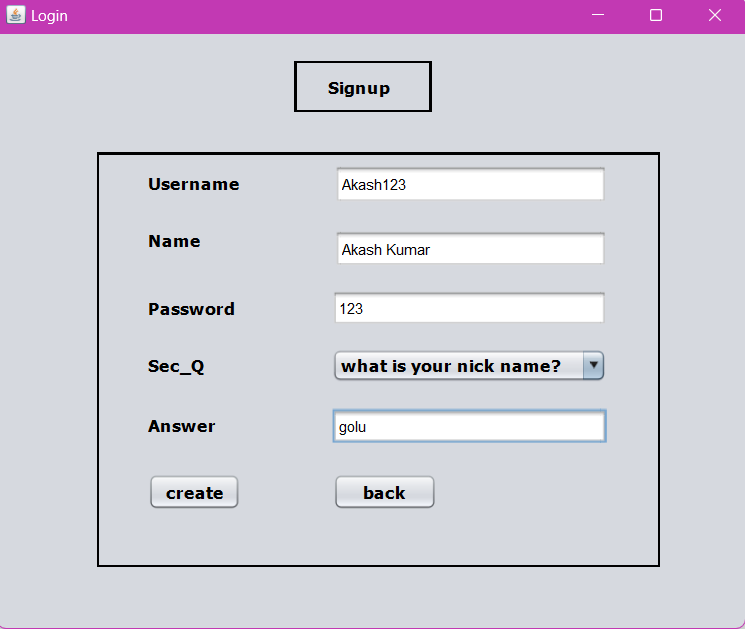 Login
Signup
Username Akash123
Name Akash Kumar
Password 123
Sec_Q what is your nick name?
Answer golu
create back